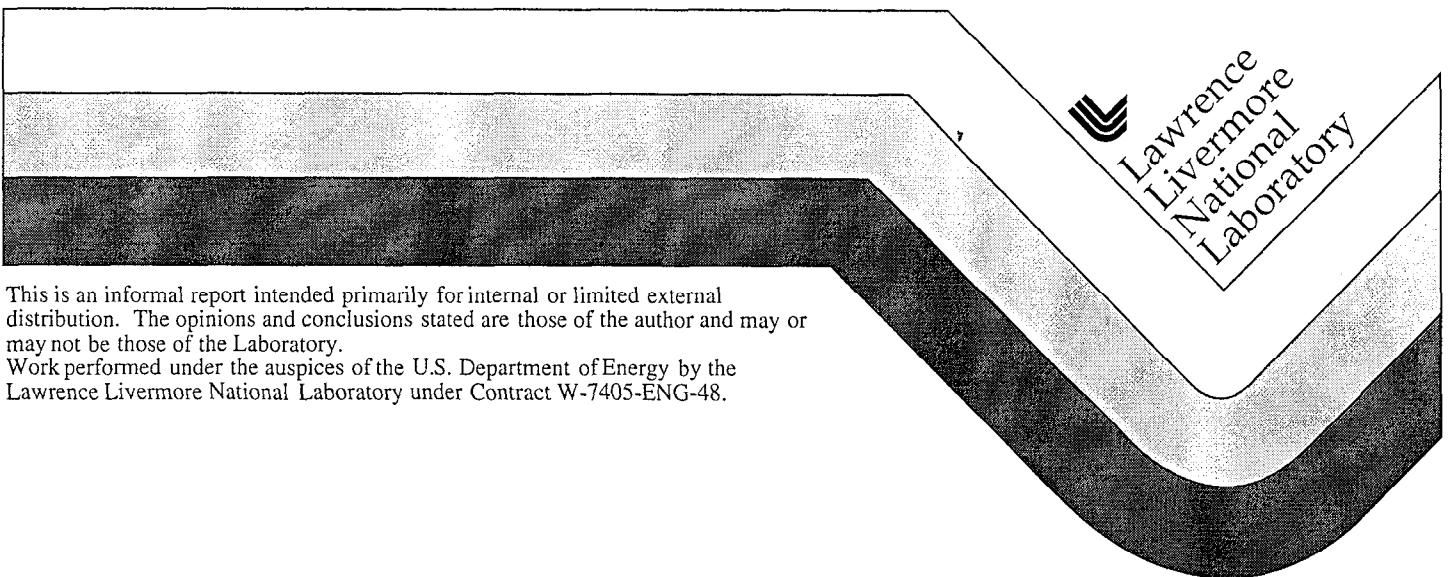 Lawrence
Livermore
National
Laboratory
This is an informal report intended primarily for internal or limited external
distribution. The opinions and conclusions stated are those of the author and may or
may not be those of the Laboratory.
Work performed under the auspices of the U.S. Department of Energy by the
Lawrence Livermore National Laboratory under Contract W-7405-ENG-48.